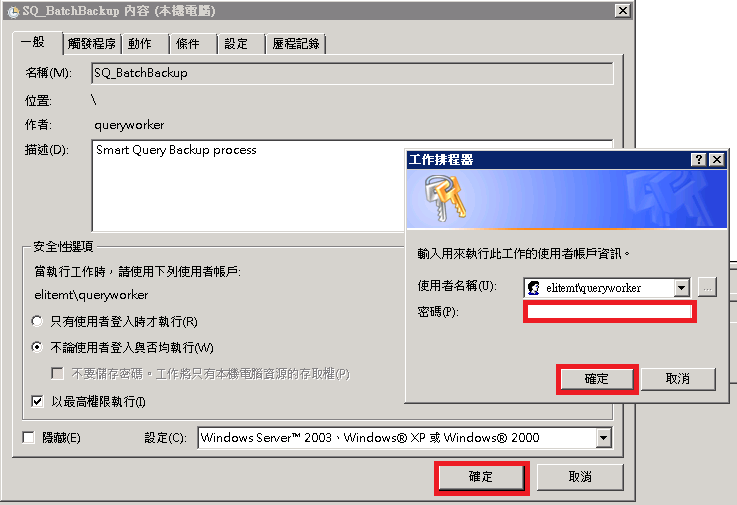 SQ_BatchBackup 內容 (本機電腦)
一般 觸發程序 動作 條件 設定 歷程記錄
名稱(M): SQ_BatchBackup
位置: \
作者: queryworker
描述(D): Smart Query Backup process
安全性選項
當執行工作時，請使用下列使用者帳戶:
elitemt\queryworker
只有使用者登入時才執行(R)
不論使用者登入與否均執行(W)
不要儲存密碼。工作將只有本機電腦資源的存取權(P)
以最高權限執行(I)
隱藏(E) 設定(C): Windows Server™ 2003、Windows® XP 或 Windows® 2000
確定 取消
工作排程器
輸入用來執行此工作的使用者帳戶資訊。
使用者名稱(U): elitemt\queryworker ...
密碼(P):
確定 取消